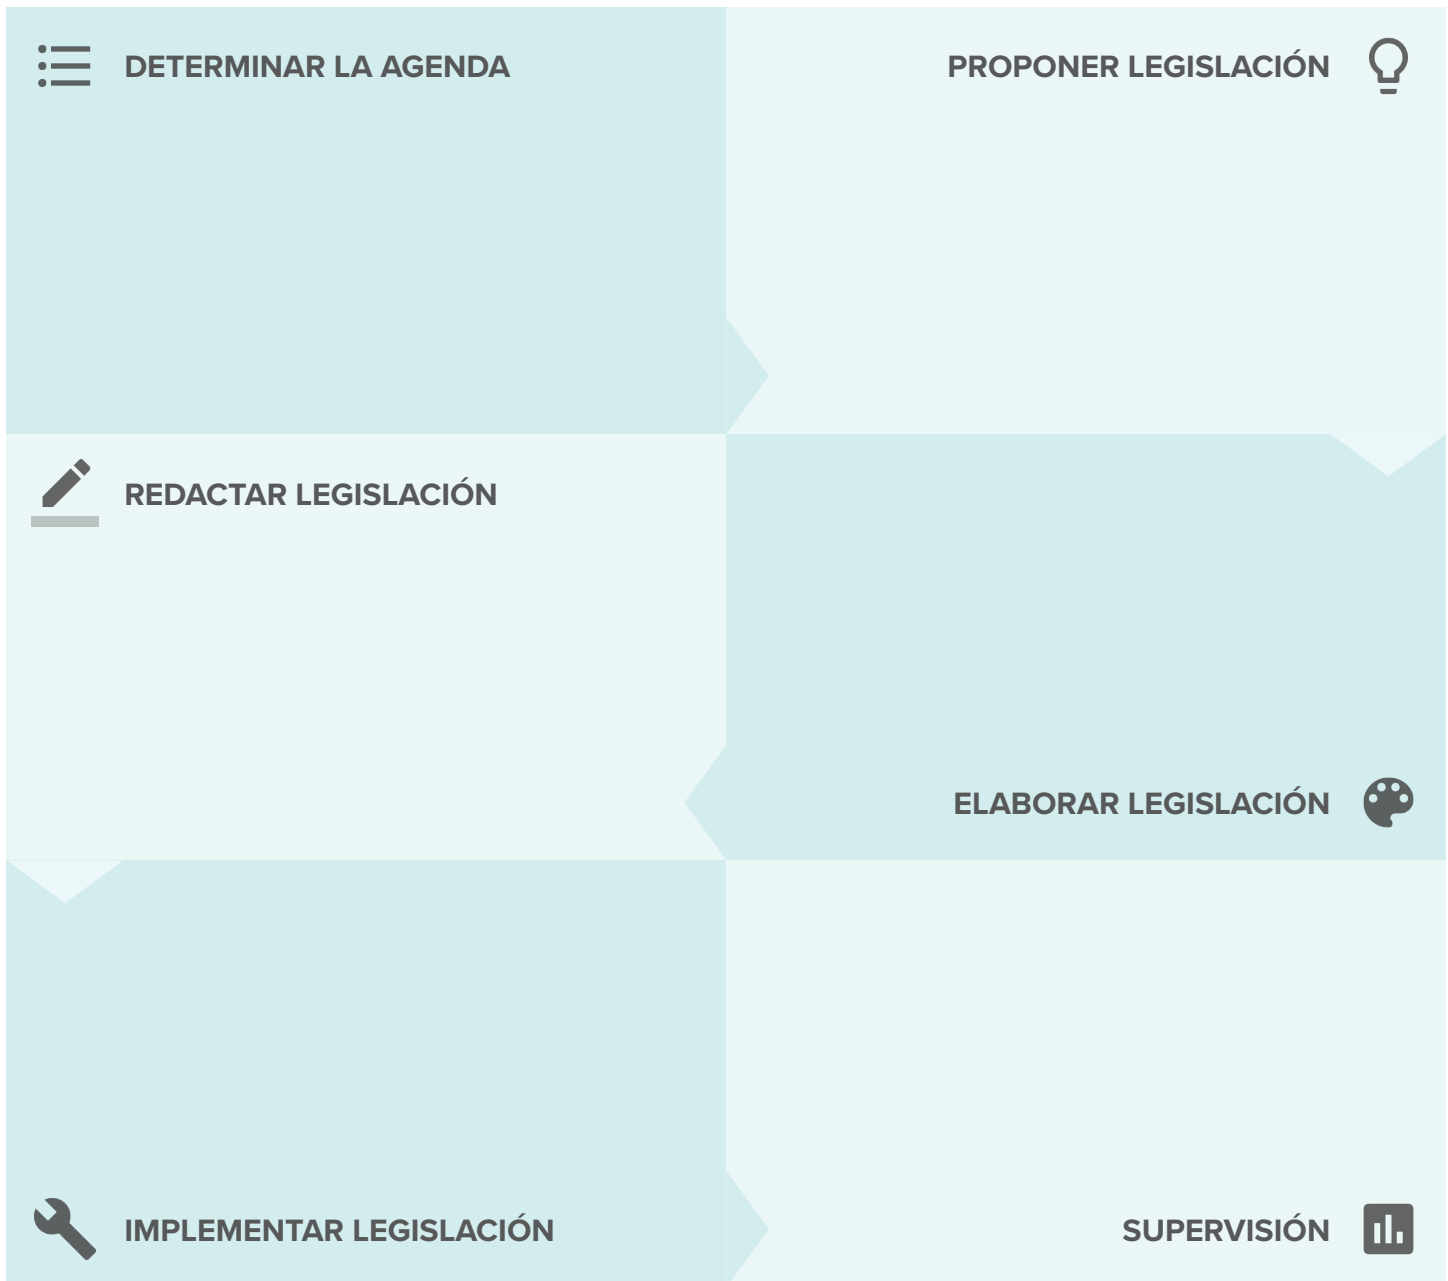 DETERMINAR LA AGENDA
PROPONER LEGISLACIÓN
REDACTAR LEGISLACIÓN
ELABORAR LEGISLACIÓN
IMPLEMENTAR LEGISLACIÓN
SUPERVISIÓN